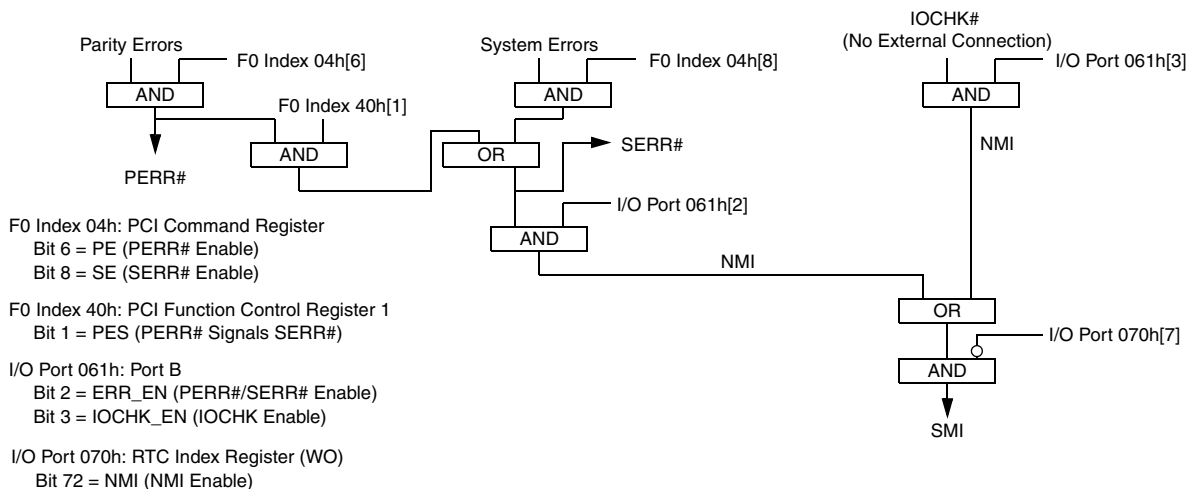 Parity Errors
F0 Index 04h[6]
AND
F0 Index 40h[1]
AND
PERR#
System Errors
F0 Index 04h[8]
AND
OR
SERR#
I/O Port 061h[2]
AND
NMI
IOCHK#
(No External Connection)
I/O Port 061h[3]
AND
NMI
OR
I/O Port 070h[7]
AND
SMI
F0 Index 04h: PCI Command Register
Bit 6 = PE (PERR# Enable)
Bit 8 = SE (SERR# Enable)
F0 Index 40h: PCI Function Control Register 1
Bit 1 = PES (PERR# Signals SERR#)
I/O Port 061h: Port B
Bit 2 = ERR_EN (PERR#/SERR# Enable)
Bit 3 = IOCHK_EN (IOCHK Enable)
I/O Port 070h: RTC Index Register (WO)
Bit 72 = NMI (NMI Enable)